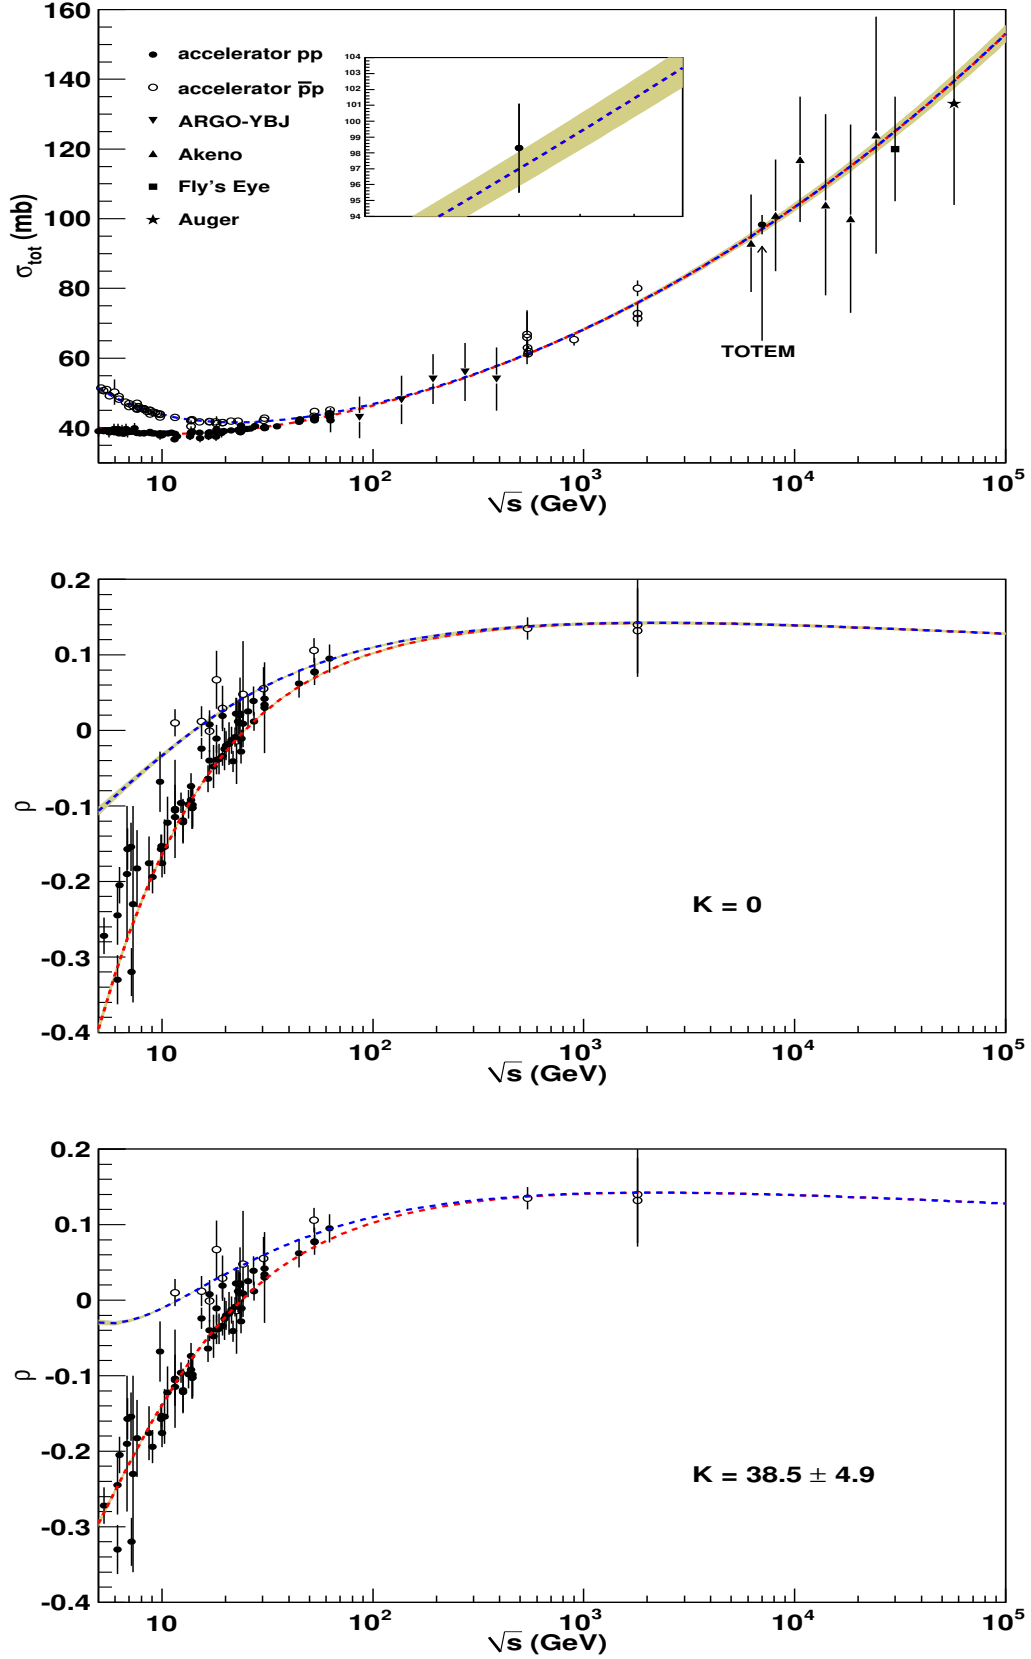 160
140
120
100
80
60
40
σtot (mb)
accelerator pp
accelerator p̅p
ARGO-YBJ
Akeno
Fly's Eye
Auger
104
103
102
101
100
99
98
97
96
95
94
TOTEM
10 10² 10³ 10⁴ 10⁵
√s (GeV)
0.2
0.1
0
-0.1
-0.2
-0.3
-0.4
ρ
K = 0
10 10² 10³ 10⁴ 10⁵
√s (GeV)
0.2
0.1
0
-0.1
-0.2
-0.3
-0.4
ρ
K = 38.5 ± 4.9
10 10² 10³ 10⁴ 10⁵
√s (GeV)